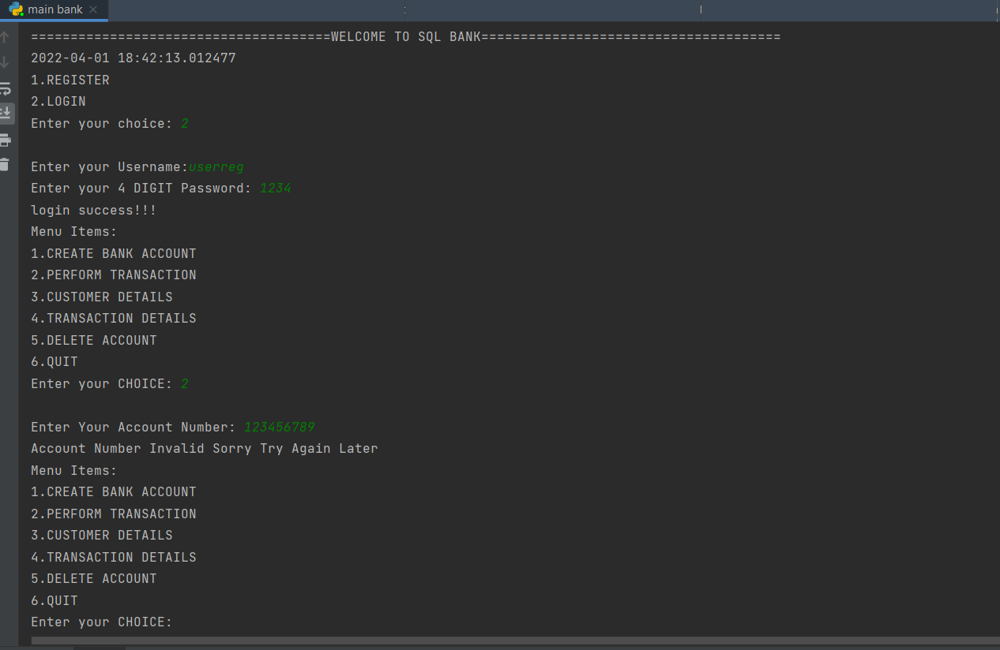 main bank
=====================================WELCOME TO SQL BANK=====================================
2022-04-01 18:42:13.012477
1.REGISTER
2.LOGIN
Enter your choice: 2
Enter your Username:userreg
Enter your 4 DIGIT Password: 1234
login success!!!
Menu Items:
1.CREATE BANK ACCOUNT
2.PERFORM TRANSACTION
3.CUSTOMER DETAILS
4.TRANSACTION DETAILS
5.DELETE ACCOUNT
6.QUIT
Enter your CHOICE: 2
Enter Your Account Number: 123456789
Account Number Invalid Sorry Try Again Later
Menu Items:
1.CREATE BANK ACCOUNT
2.PERFORM TRANSACTION
3.CUSTOMER DETAILS
4.TRANSACTION DETAILS
5.DELETE ACCOUNT
6.QUIT
Enter your CHOICE: